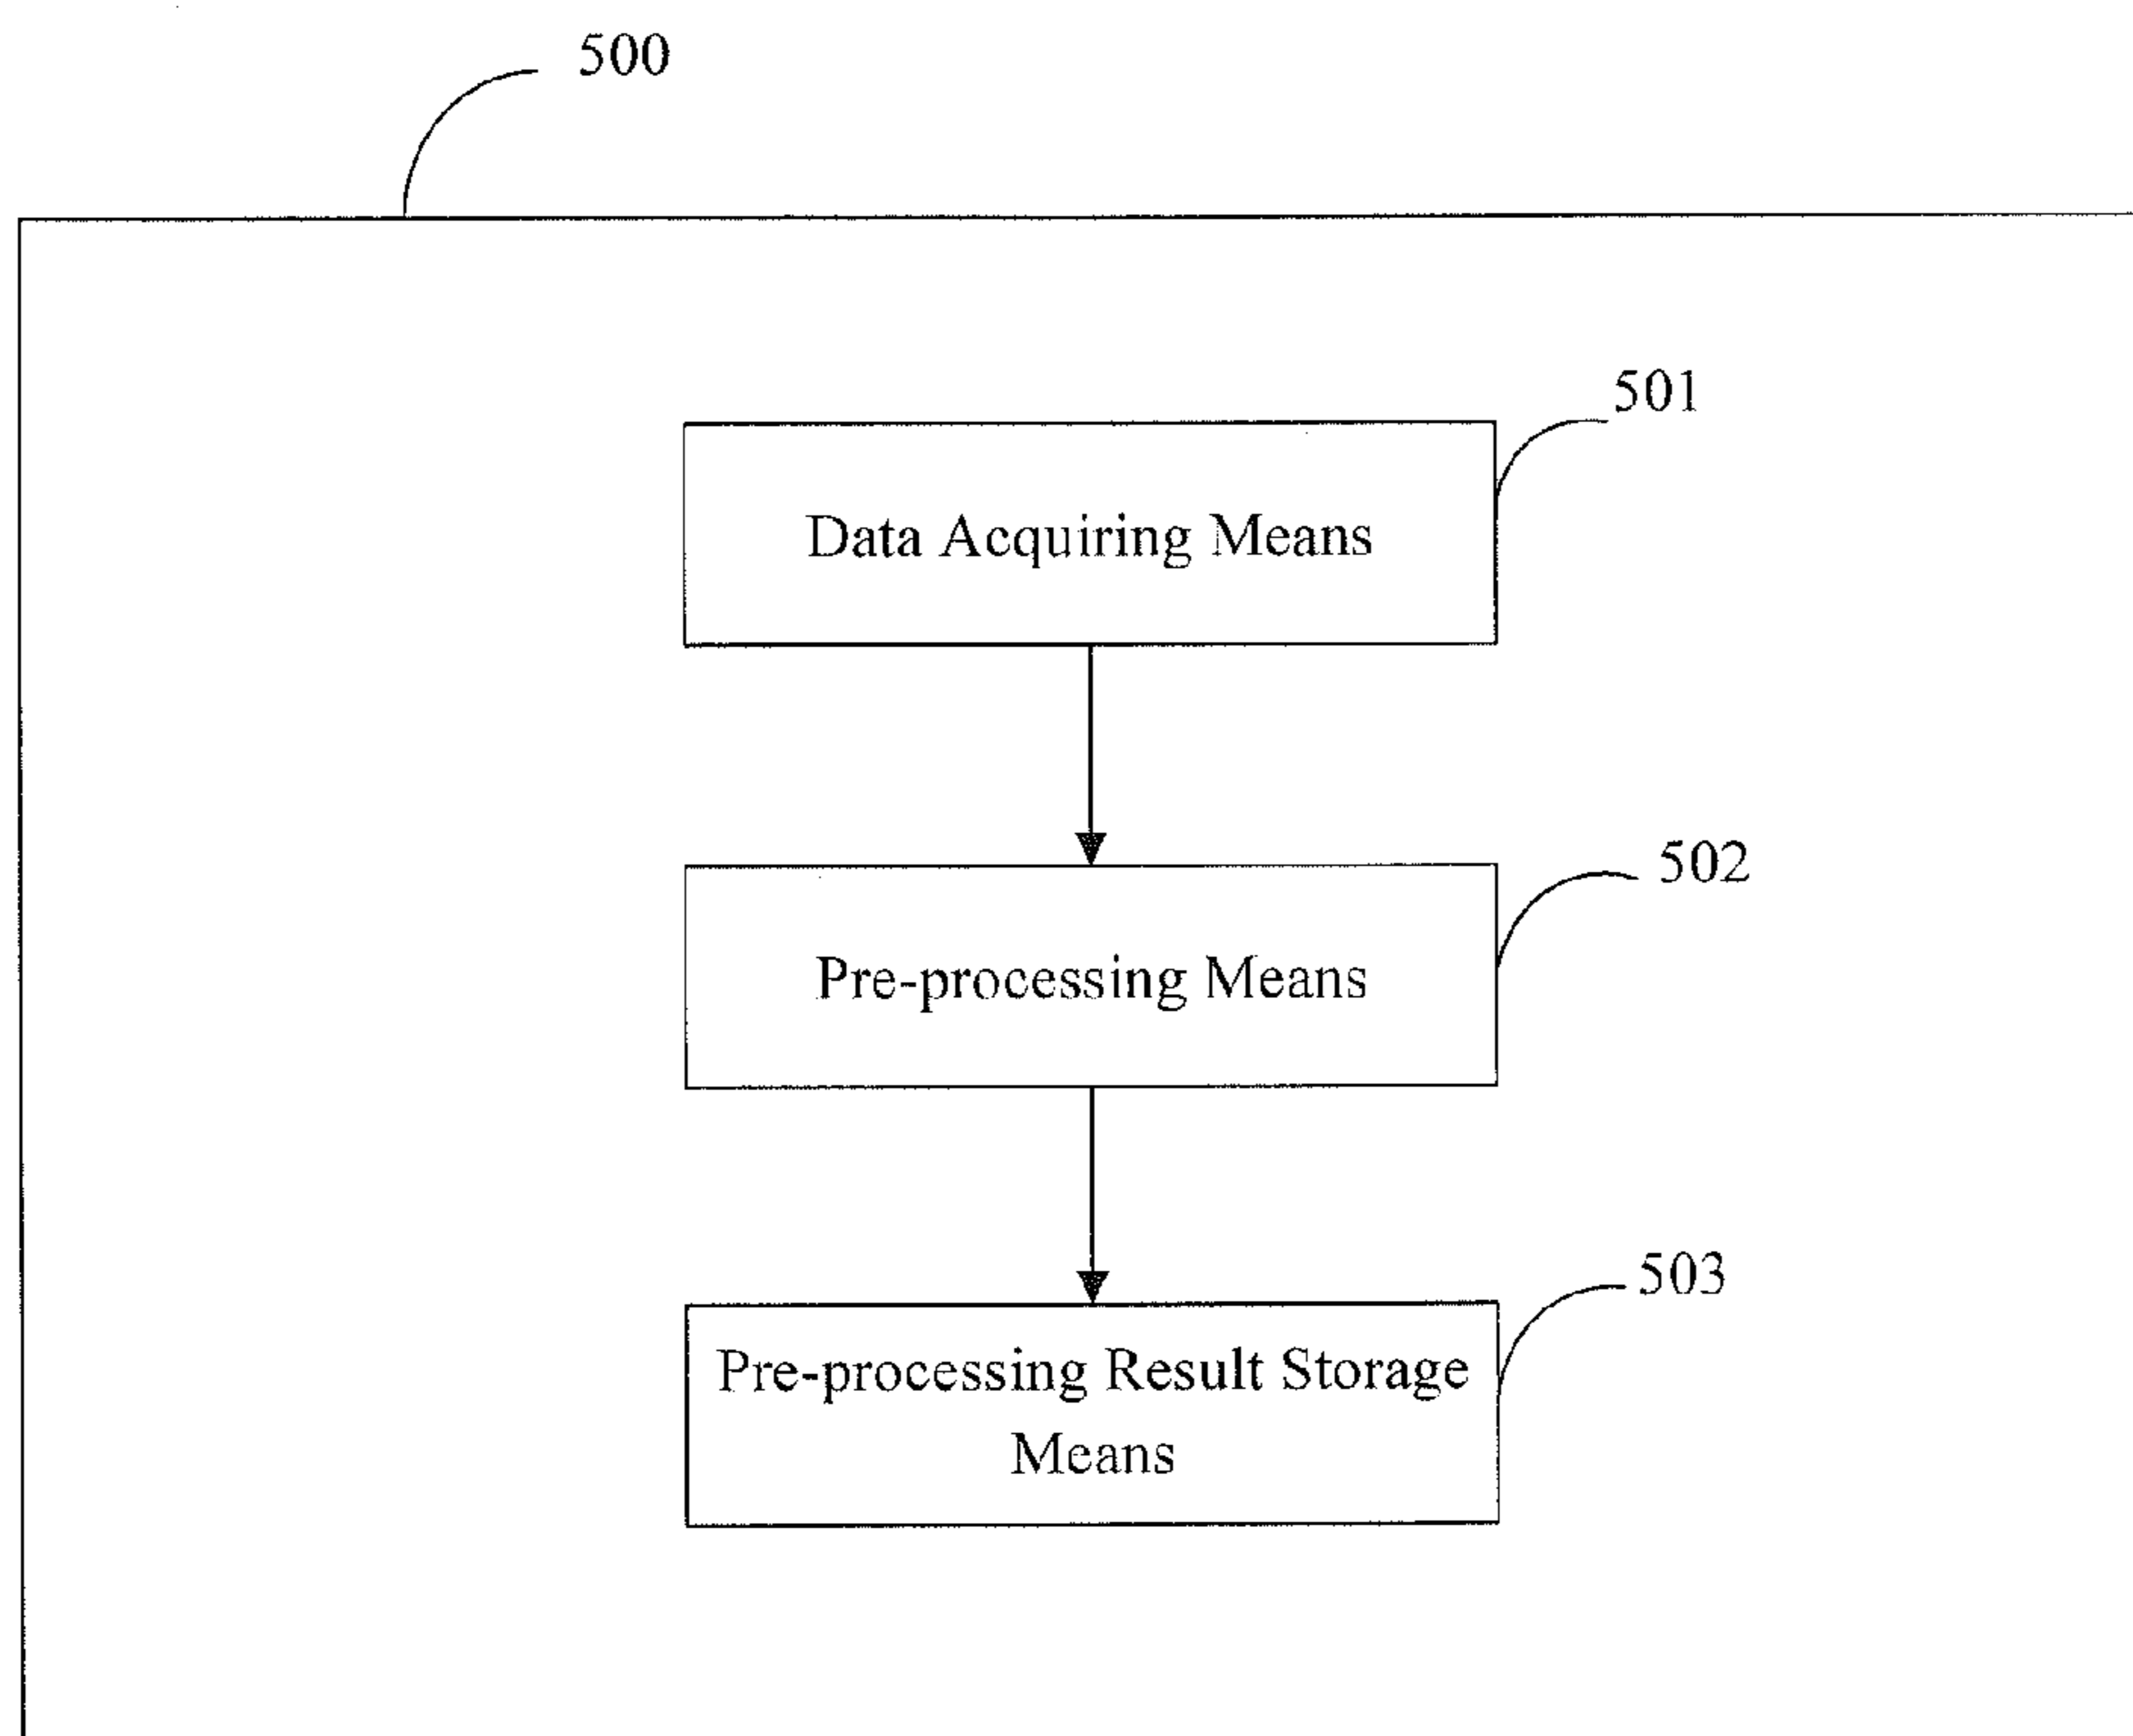 500
501
Data Acquiring Means
502
Pre-processing Means
503
Pre-processing Result Storage
Means